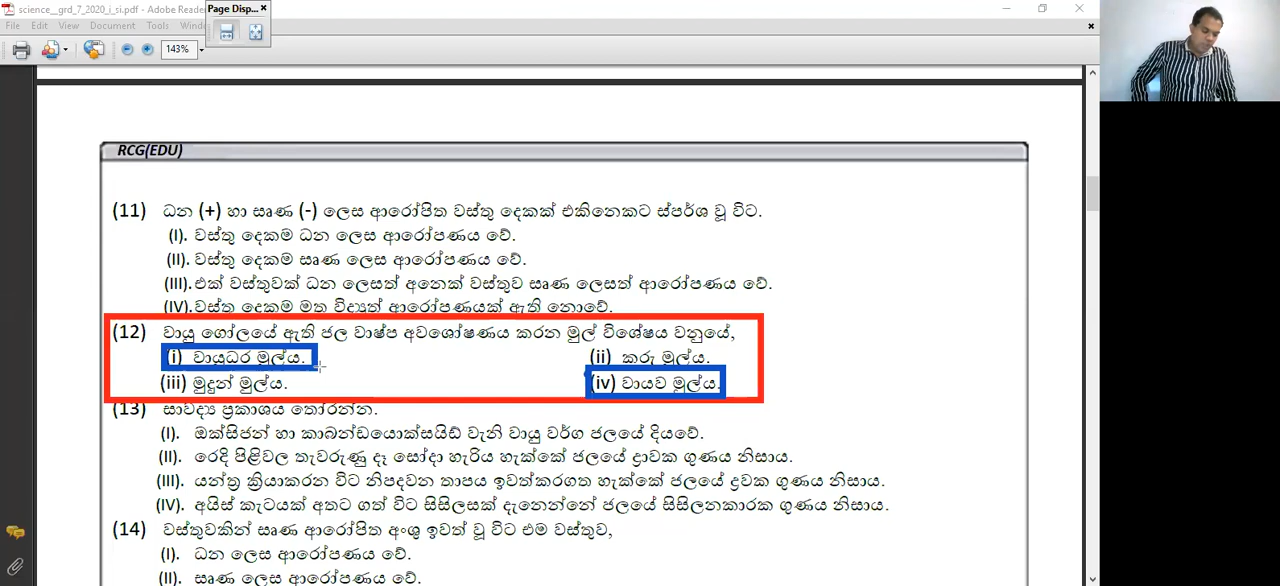 science__grd_7_2020_i_si.pdf - Adobe Reader
Page Disp...
File Edit View Document Tools Window
143%
RCG(EDU)
(11) ධන (+) හා සෘණ (-) ලෙස ආරෝපිත වස්තු දෙකක් එකිනෙකට ස්පර්ශ වූ විට.
(I). වස්තු දෙකම ධන ලෙස ආරෝපණය වේ.
(II). වස්තු දෙකම සෘණ ලෙස ආරෝපණය වේ.
(III). එක් වස්තුවක් ධන ලෙසත් අනෙක් වස්තුව සෘණ ලෙසත් ආරෝපණය වේ.
(IV). වස්තු දෙකම මත විද්‍යුත් ආරෝපණයක් ඇති නොවේ.
(12) වායු ගෝලයේ ඇති ජල වාෂ්ප අවශෝෂණය කරන මුල් විශේෂය වනුයේ,
(i) වායුධර මුල්ය. (ii) කරු මුල්ය.
(iii) මුදුන් මුල්ය. (iv) වායව මුල්ය.
(13) සාවද්‍ය ප්‍රකාශය තෝරන්න.
(I). ඔක්සිජන් හා කාබන්ඩයොක්සයිඩ් වැනි වායු වර්ග ජලයේ දියවේ.
(II). රෙදි පිළිවල තැවරුණු දෑ සෝදා හැරිය හැක්කේ ජලයේ ද්‍රාවක ගුණය නිසාය.
(III). යන්ත්‍ර ක්‍රියාකරන විට නිපදවන තාපය ඉවත්කරගත හැක්කේ ජලයේ ද්‍රවක ගුණය නිසාය.
(IV). අයිස් කැටයක් අතට ගත් විට සිසිලසක් දැනෙන්නේ ජලයේ සිසිලනකාරක ගුණය නිසාය.
(14) වස්තුවකින් සෘණ ආරෝපිත අංශු ඉවත් වූ විට එම වස්තුව,
(I). ධන ලෙස ආරෝපණය වේ.
(II). සෘණ ලෙස ආරෝපණය වේ.